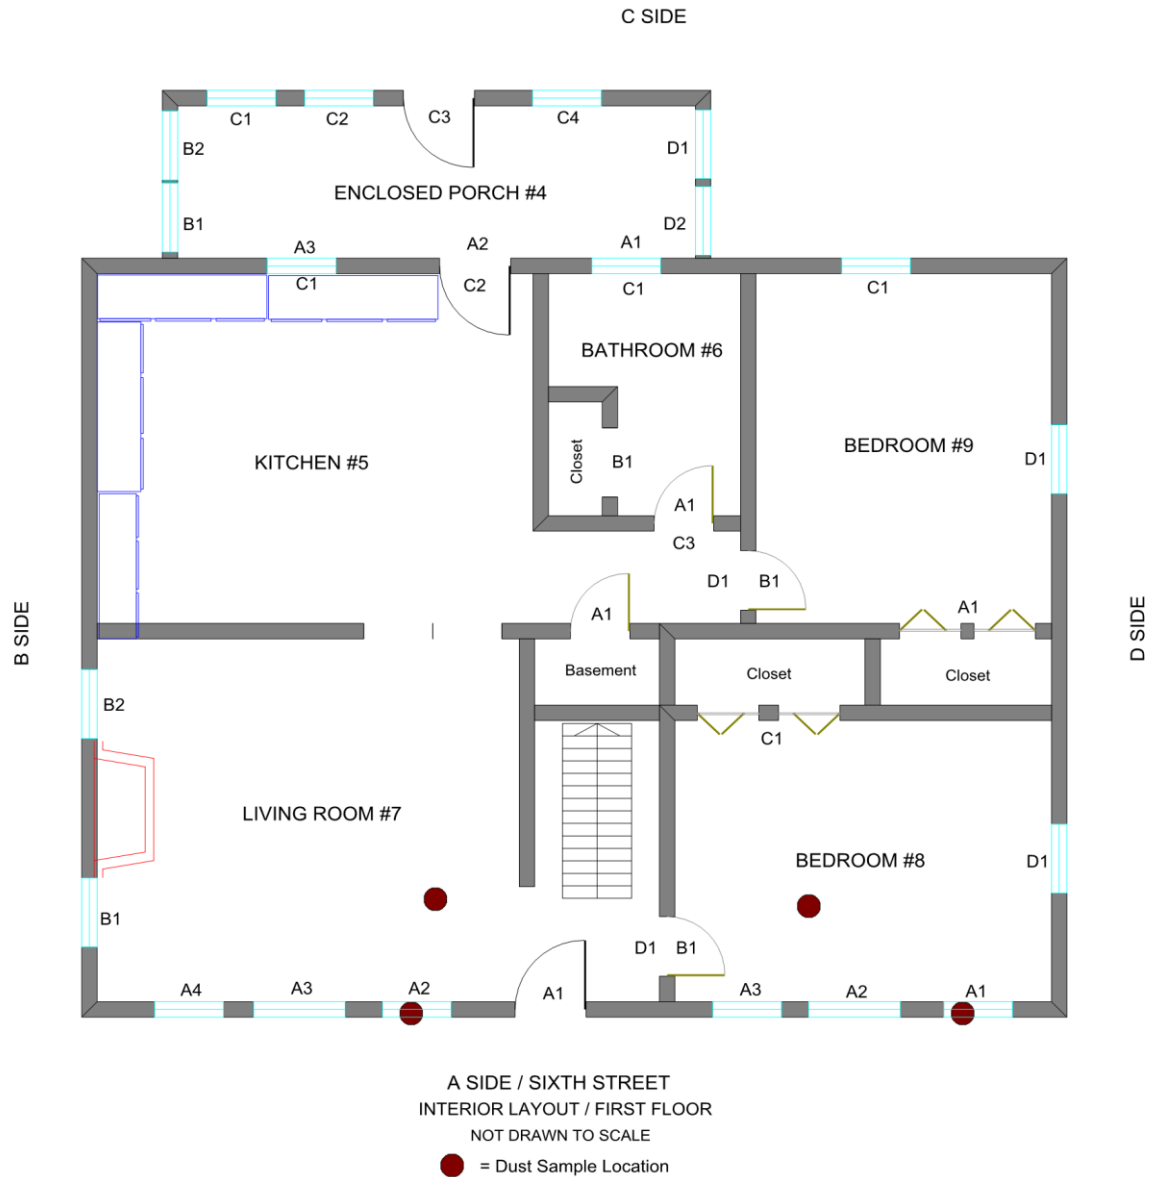 C SIDE
C1
C2
C3
C4
B2
D1
ENCLOSED PORCH #4
B1
D2
A3
A2
A1
C1
C2
C1
C1
BATHROOM #6
BEDROOM #9
KITCHEN #5
Closet
B1
D1
A1
C3
D1
B1
A1
A1
B SIDE
D SIDE
Basement
Closet
Closet
B2
C1
LIVING ROOM #7
BEDROOM #8
D1
B1
D1
B1
A4
A3
A2
A1
A3
A2
A1
A SIDE / SIXTH STREET
INTERIOR LAYOUT / FIRST FLOOR
NOT DRAWN TO SCALE
= Dust Sample Location